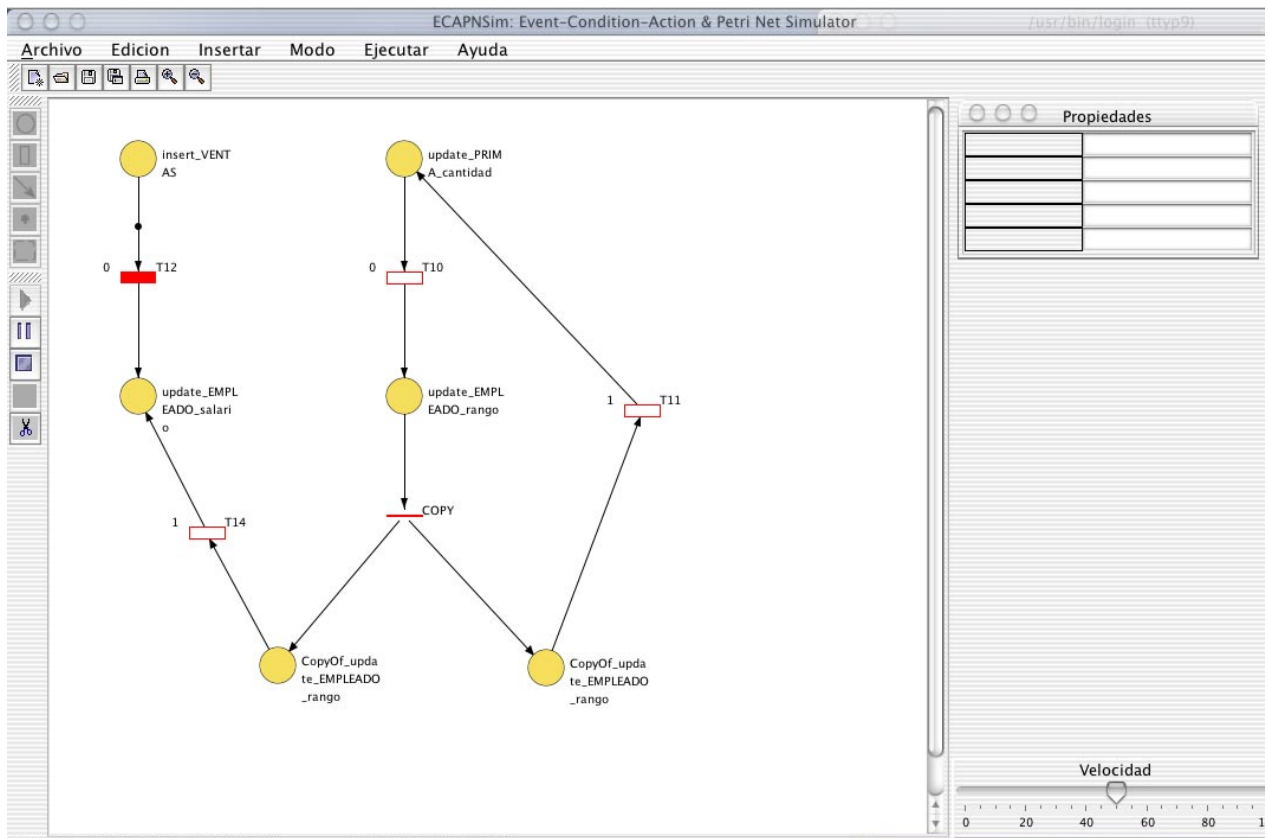 ECAPNSim: Event-Condition-Action & Petri Net Simulator
/usr/bin/login (ttyp9)
Archivo Edicion Insertar Modo Ejecutar Ayuda
Propiedades
insert_VENT
AS
update_PRIM
A_cantidad
0 T12
0 T10
update_EMPL
EADO_salari
o
update_EMPL
EADO_rango
1 T11
COPY
1 T14
CopyOf_upda
te_EMPLEADO
_rango
CopyOf_upda
te_EMPLEADO
_rango
Velocidad
0 20 40 60 80